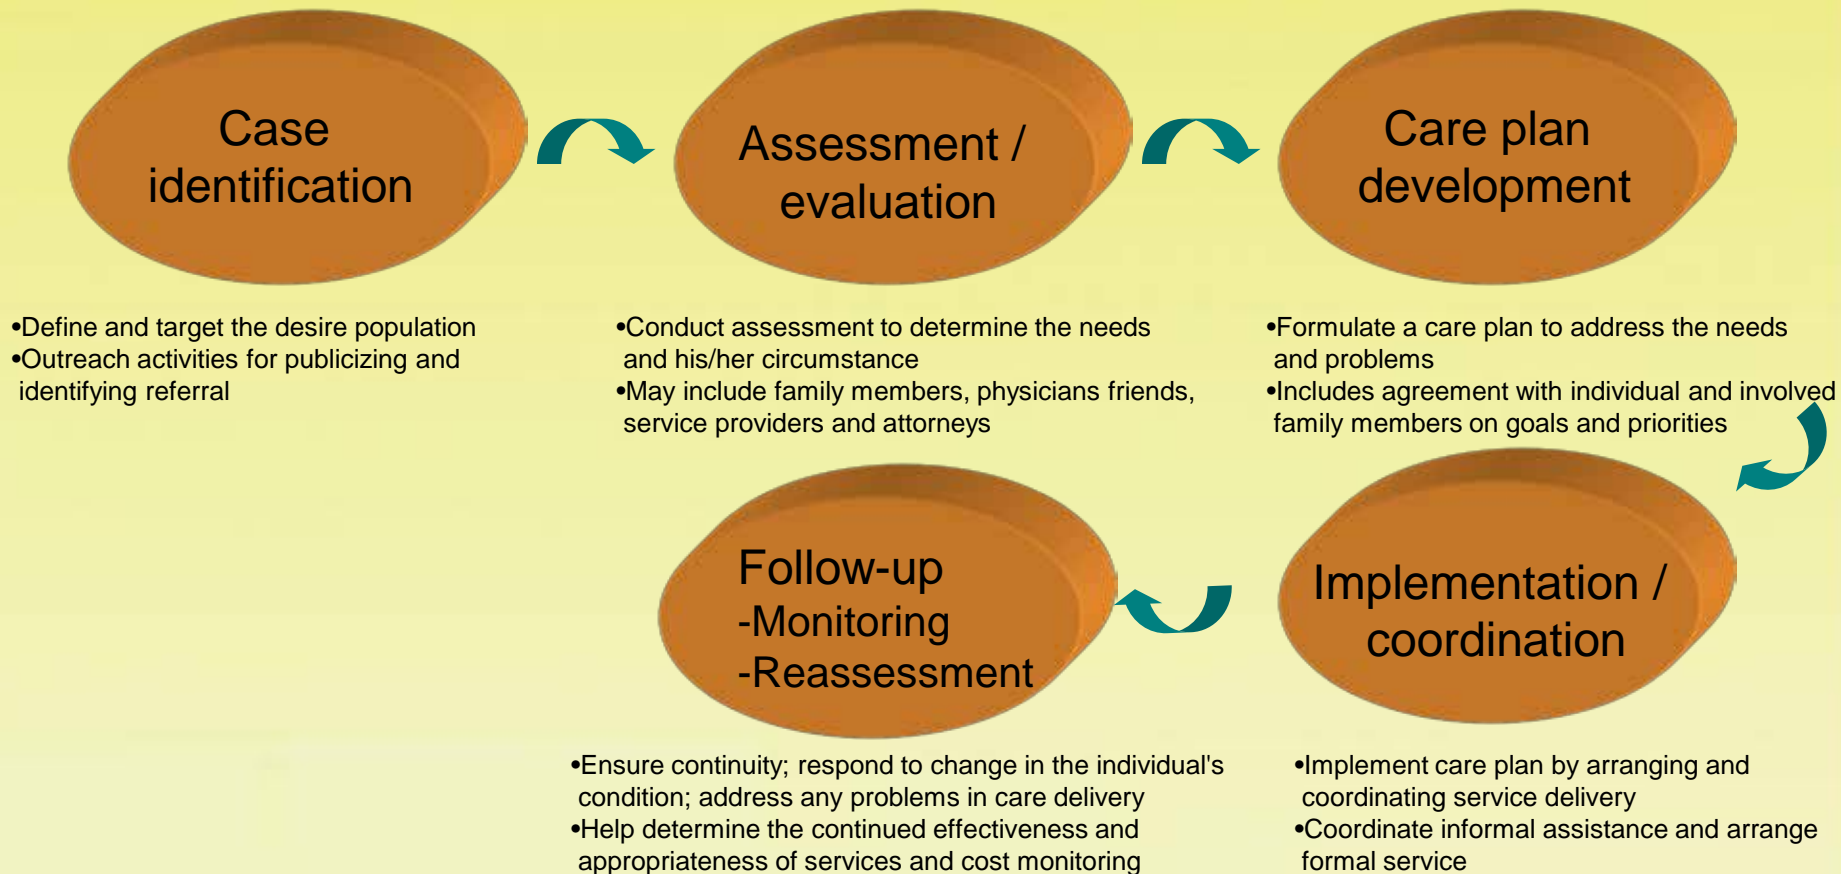 Case
identification
•Define and target the desire population
•Outreach activities for publicizing and
identifying referral
Assessment /
evaluation
•Conduct assessment to determine the needs
and his/her circumstance
•May include family members, physicians friends,
service providers and attorneys
Care plan
development
•Formulate a care plan to address the needs
and problems
•Includes agreement with individual and involved
family members on goals and priorities
Implementation /
coordination
•Implement care plan by arranging and
coordinating service delivery
•Coordinate informal assistance and arrange
formal service
Follow-up
-Monitoring
-Reassessment
•Ensure continuity; respond to change in the individual's
condition; address any problems in care delivery
•Help determine the continued effectiveness and
appropriateness of services and cost monitoring